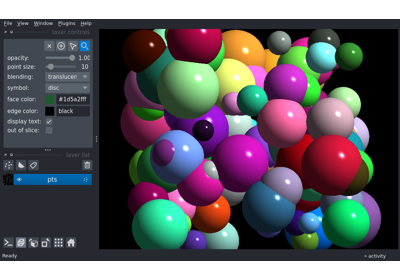 File View Window Plugins Help
layer controls
opacity: 1.00
point size: 10
blending: translucen
symbol: disc
face color: #1d5a2fff
edge color: black
display text:
out of slice:
layer list
pts
Ready
activity